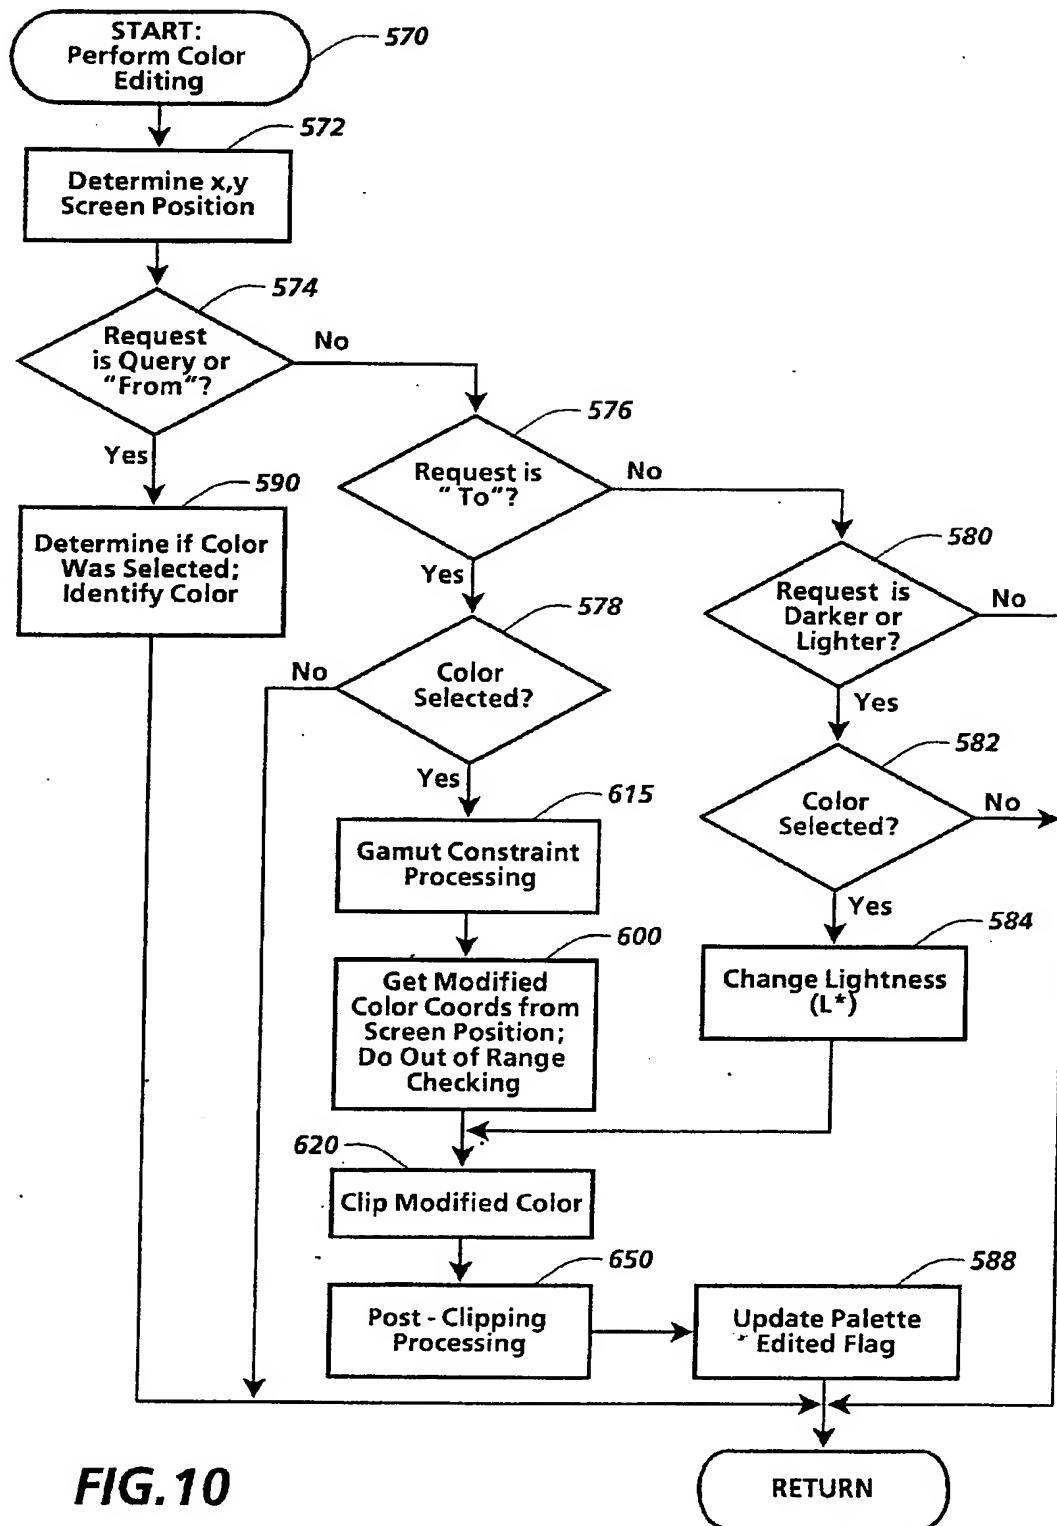 START:
Perform Color
Editing
570
572
Determine x,y
Screen Position
574
Request
is Query or
"From"?
No
Yes
576
Request is
" To"?
No
Yes
590
Determine if Color
Was Selected;
Identify Color
580
Request is
Darker or
Lighter?
No
Yes
578
Color
Selected?
No
Yes
582
Color
Selected?
No
Yes
615
Gamut Constraint
Processing
584
Change Lightness
(L*)
600
Get Modified
Color Coords from
Screen Position;
Do Out of Range
Checking
620
Clip Modified Color
650
Post - Clipping
Processing
588
Update Palette
Edited Flag
RETURN
FIG.10